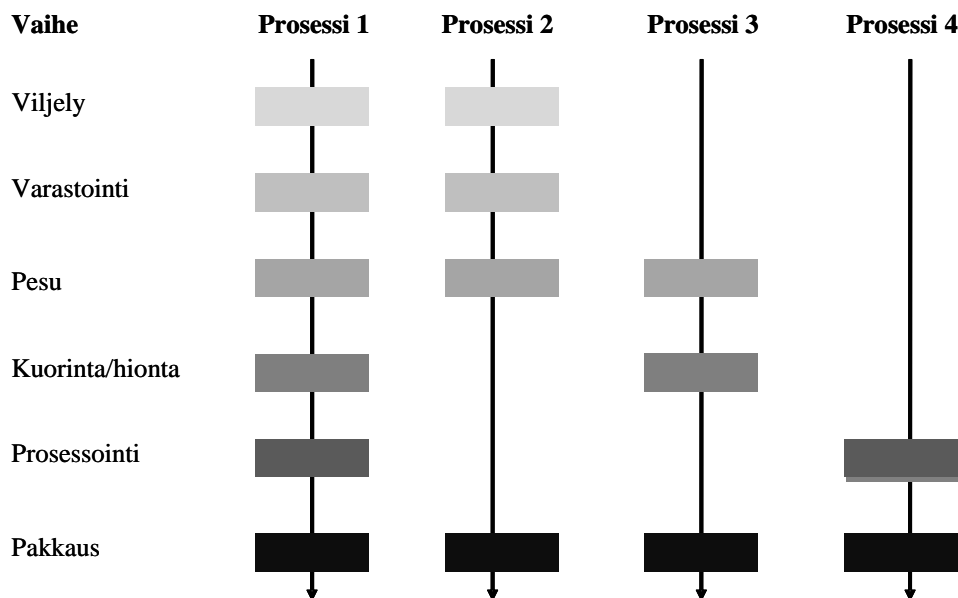 Vaihe Prosessi 1 Prosessi 2 Prosessi 3 Prosessi 4
Viljely
Varastointi
Pesu
Kuorinta/hionta
Prosessointi
Pakkaus